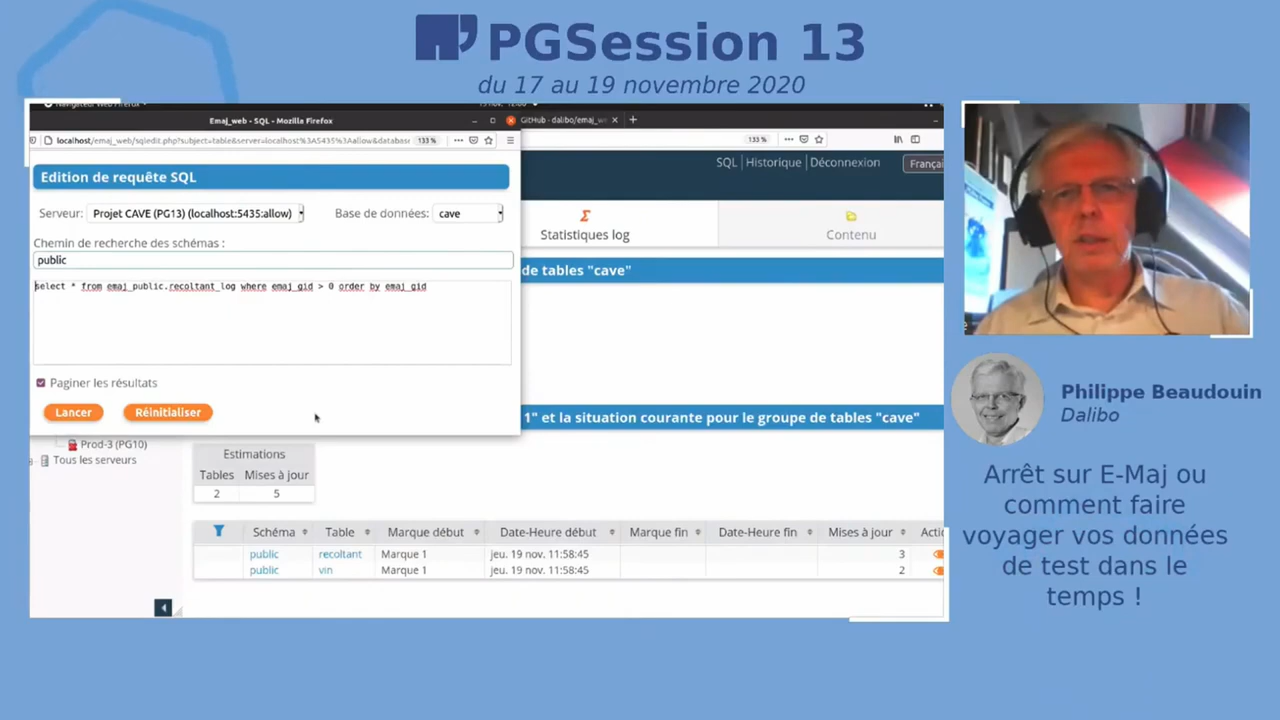 PGSession 13
du 17 au 19 novembre 2020
Emaj_web - SQL - Mozilla Firefox
GitHub - dalibo/emaj_we
localhost/emaj_web/sqledit.php?subject=table&server=localhost%3A5435%3Aallow&database
133 %
133 %
SQL | Historique | Déconnexion
Françai
Edition de requête SQL
Serveur: Projet CAVE (PG13) (localhost:5435:allow)
Base de données: cave
Statistiques log
Contenu
Chemin de recherche des schémas :
public
de tables "cave"
select * from emaj_public.recoltant_log where emaj_gid > 0 order by emaj_gid
Paginer les résultats
Lancer
Réinitialiser
1" et la situation courante pour le groupe de tables "cave"
Prod-3 (PG10)
Tous les serveurs
Estimations
Tables Mises à jour
2 5
Schéma Table Marque début Date-Heure début Marque fin Date-Heure fin Mises à jour Actio
public recoltant Marque 1 jeu. 19 nov. 11:58:45 3
public vin Marque 1 jeu. 19 nov. 11:58:45 2
Philippe Beaudouin
Dalibo
Arrêt sur E-Maj ou
comment faire
voyager vos données
de test dans le
temps !